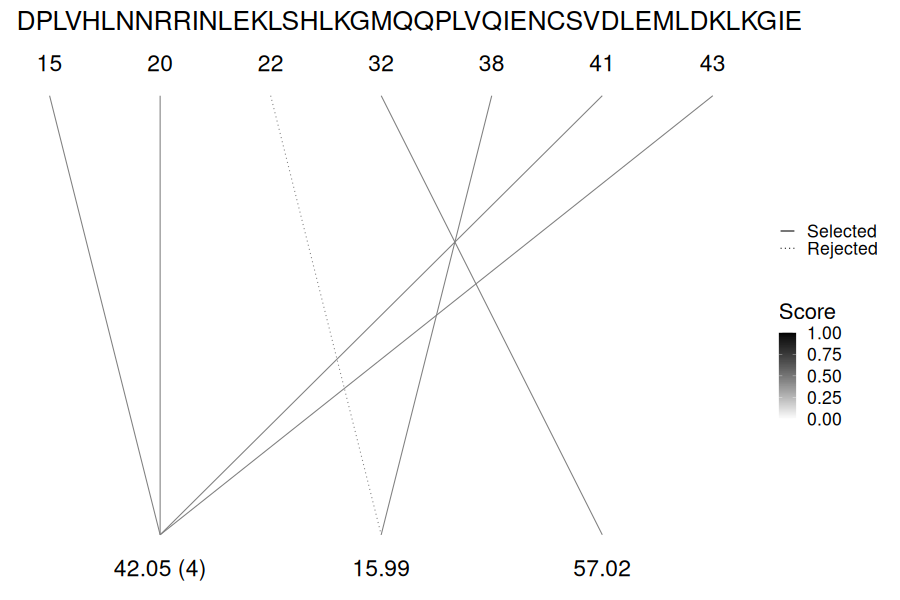 DPLVHLNNRRINLEKLSHLKGMQQPLVQIENCSVDLEMLDKLKGIE
15 20 22 32 38 41 43
Selected
Rejected
Score
1.00
0.75
0.50
0.25
0.00
42.05 (4) 15.99 57.02